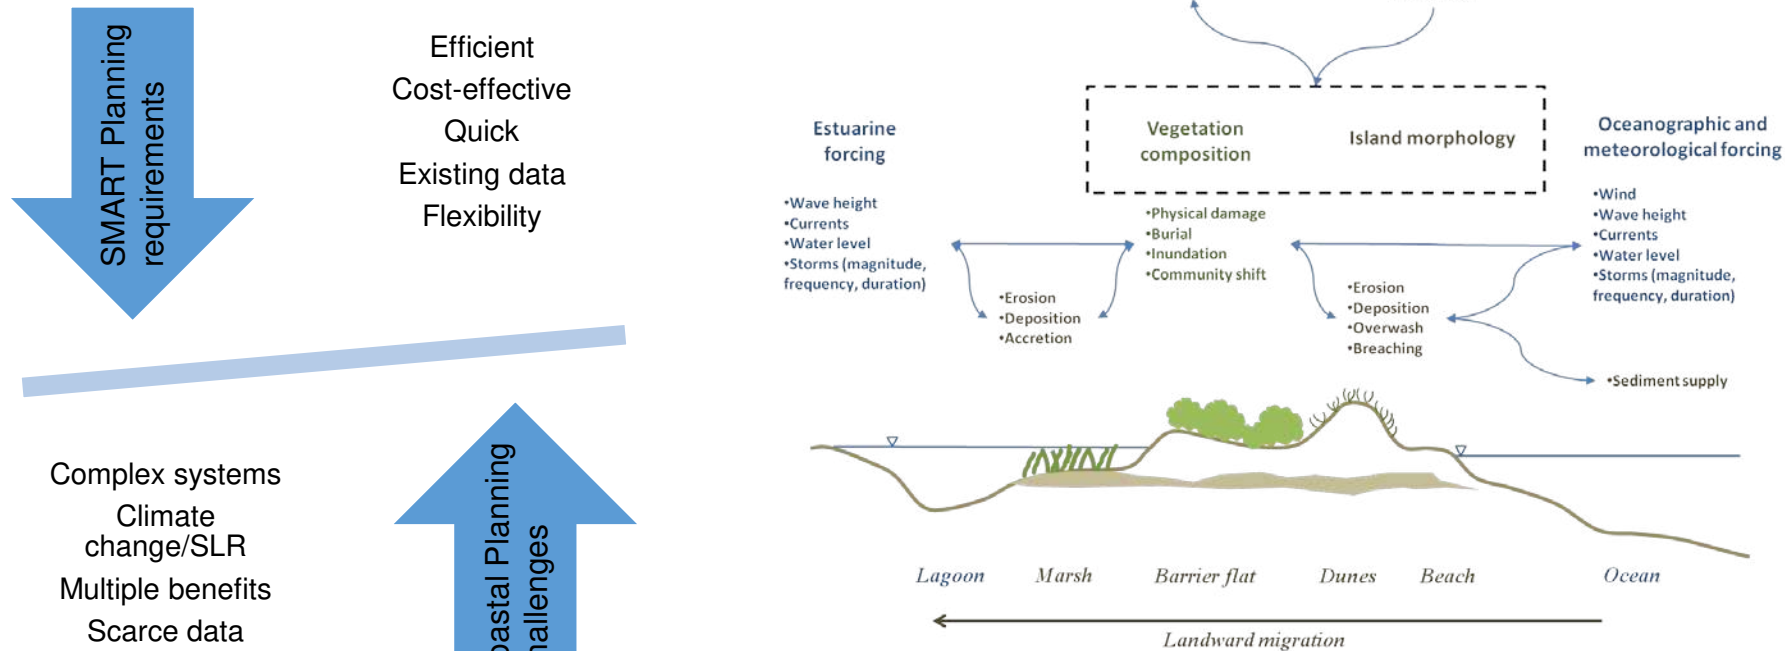 SMART Planning
requirements
Efficient
Cost-effective
Quick
Existing data
Flexibility
Complex systems
Climate
change/SLR
Multiple benefits
Scarce data
Planning
Estuarine
forcing
•Wave height
•Currents
•Water level
•Storms (magnitude,
frequency, duration)
•Erosion
•Deposition
•Accretion
Vegetation
composition
•Physical damage
•Burial
•Inundation
•Community shift
Island morphology
•Erosion
•Deposition
•Overwash
•Breaching
Oceanographic and
meteorological forcing
•Wind
•Wave height
•Currents
•Water level
•Storms (magnitude,
frequency, duration)
•Sediment supply
Lagoon
Marsh
Barrier flat
Dunes
Beach
Ocean
Landward migration